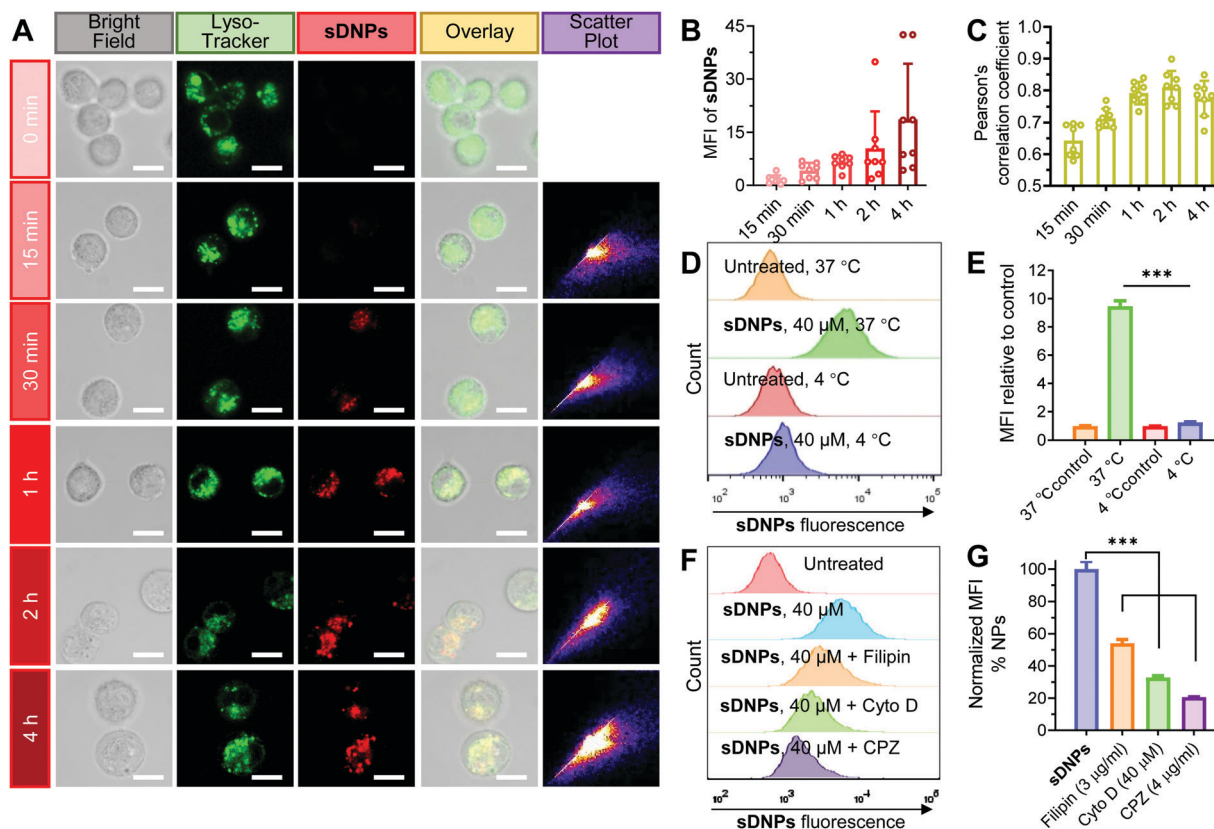 A
Bright
Field
Lyso-
Tracker
sDNPs
Overlay
Scatter
Plot
0 min
15 min
30 min
1 h
2 h
4 h
B
MFI of sDNPs
45
30
15
0
15 min
30 miin
1 h
2 h
4 h
C
Pearson's
correlation coefficient
1.0
0.9
0.8
0.7
0.6
0.5
15 min
30 min
1 h
2 h
4 h
D
Count
Untreated, 37 °C
sDNPs, 40 µM, 37 °C
Untreated, 4 °C
sDNPs, 40 µM, 4 °C
10²
10³
10⁴
10⁵
sDNPs fluorescence
E
MFI relative to control
12
10
8
6
4
2
0
***
37 °C control
37 °C
4 °C control
4 °C
F
Count
Untreated
sDNPs, 40 µM
sDNPs, 40 µM + Filipin
sDNPs, 40 µM + Cyto D
sDNPs, 40 µM + CPZ
10²
10³
10⁴
10⁵
sDNPs fluorescence
G
Normalized MFI
% NPs
100
80
60
40
20
0
***
sDNPs
Filipin (3 µg/ml)
Cyto D (40 µM)
CPZ (4 µg/ml)